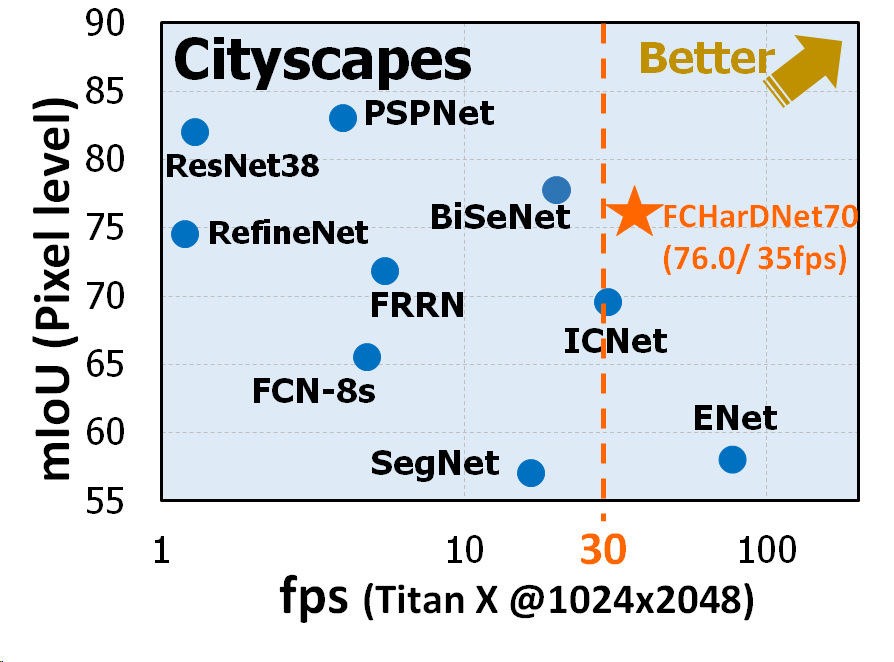 90
Cityscapes
Better
85
PSPNet
80
ResNet38
BiSeNet
FCHarDNet70
75
RefineNet
(76.0/ 35fps)
70
FRRN
ICNet
65
FCN-8s
60
ENet
SegNet
55
mIoU (Pixel level)
1
10
30
100
fps (Titan X @1024x2048)